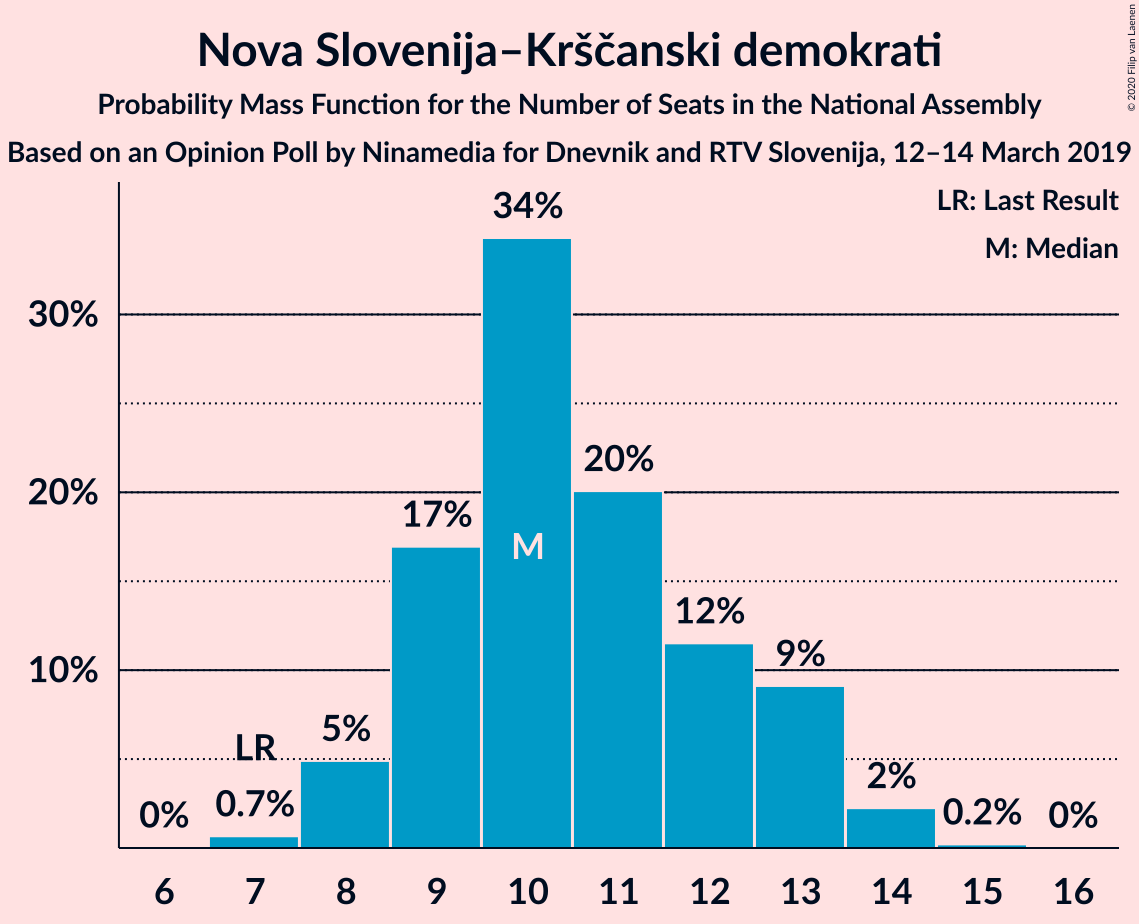 Nova Slovenija–Krščanski demokrati
Probability Mass Function for the Number of Seats in the National Assembly
Based on an Opinion Poll by Ninamedia for Dnevnik and RTV Slovenija, 12–14 March 2019
© 2020 Filip van Laenen
LR: Last Result
M: Median
34%
30%
20%
20%
17%
M
12%
10%
9%
5%
LR
2%
0%
0.7%
0.2%
0%
6 7 8 9 10 11 12 13 14 15 16